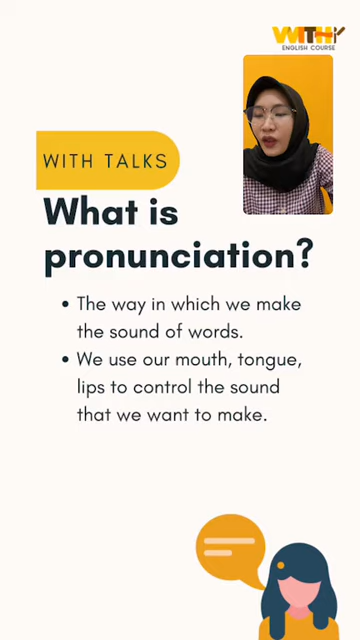 WITH
ENGLISH COURSE
WITH TALKS
What is
pronunciation?
• The way in which we make
the sound of words.
• We use our mouth, tongue,
lips to control the sound
that we want to make.